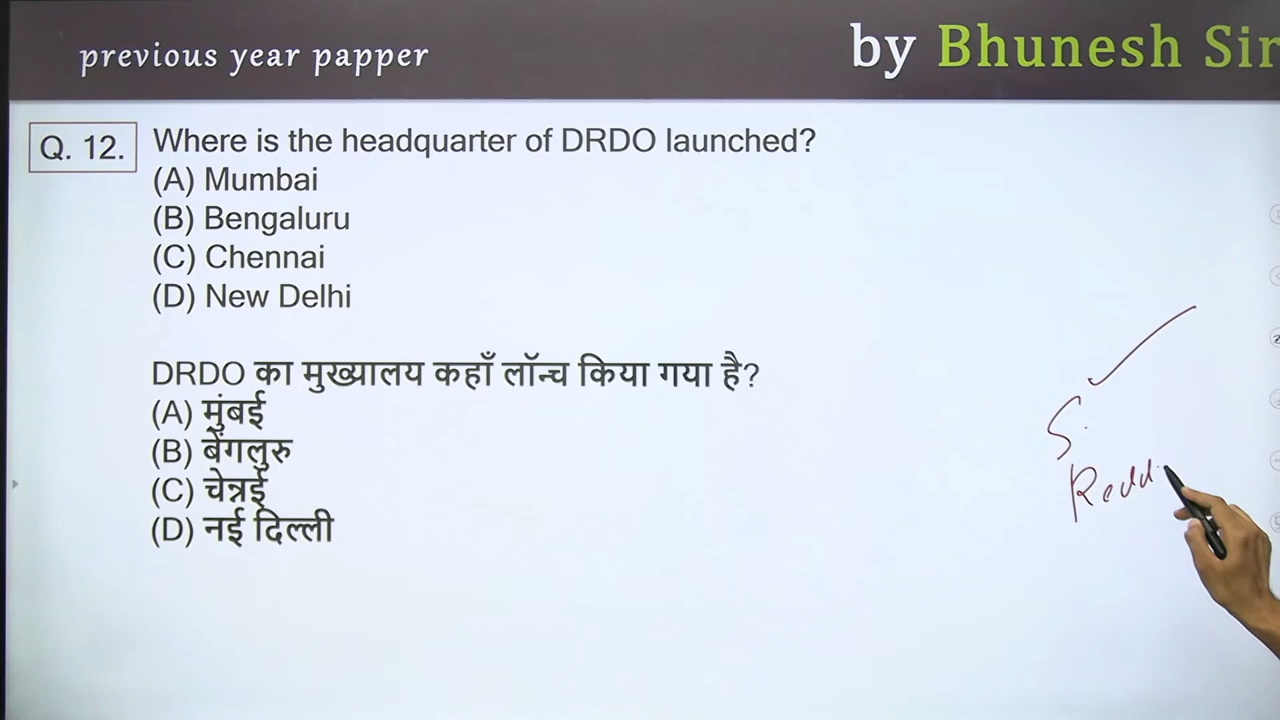 previous year papper
by Bhunesh Sir
Q. 12.
Where is the headquarter of DRDO launched?
(A) Mumbai
(B) Bengaluru
(C) Chennai
(D) New Delhi
DRDO का मुख्यालय कहाँ लॉन्च किया गया है?
(A) मुंबई
(B) बेंगलुरु
(C) चेन्नई
(D) नई दिल्ली
S.
Redd